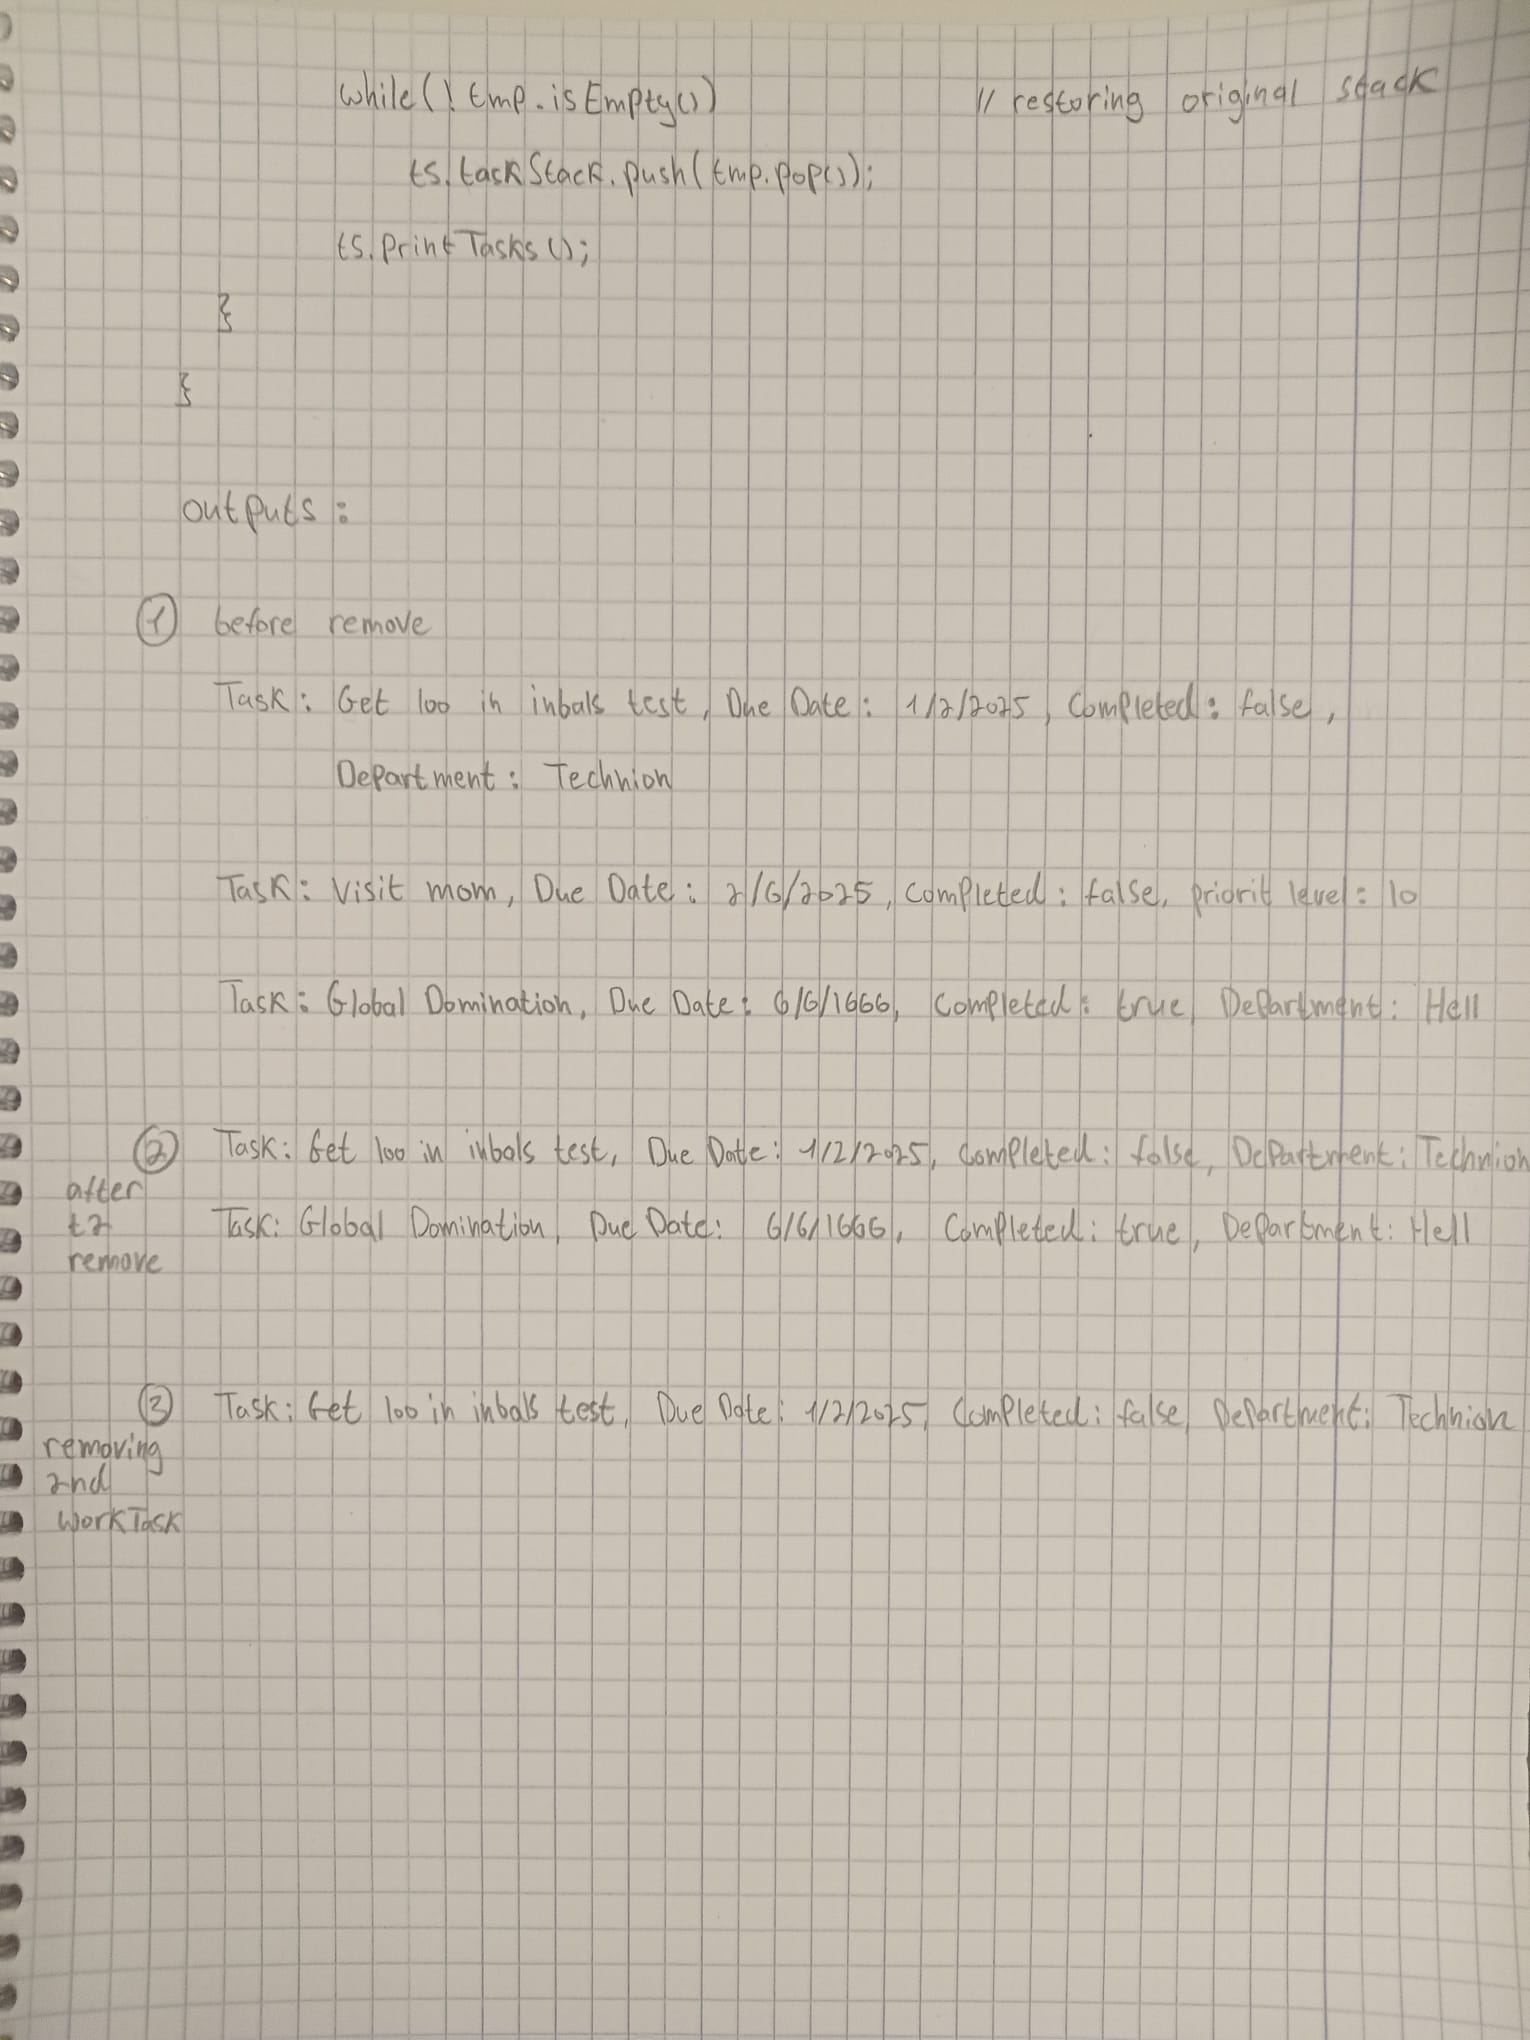 while(! tmp.isEmpty()) // restoring original stack
ts.taskStack.push(tmp.pop());
ts.PrintTasks();
}
}
outputs:
1 before remove
Task: Get 100 in inbals test, Due Date: 1/2/2025, Completed: false,
Department: Technion
Task: Visit mom, Due Date: 2/6/2025, completed: false, priorit level: 10
Task: Global Domination, Due Date: 6/6/1666, Completed: true, Department: Hell
2 Task: Get 100 in inbals test, Due Date: 1/2/2025, Completed: false, Department: Technion
after
t2 Task: Global Domination, Due Date: 6/6/1666, Completed: true, Department: Hell
remove
3 Task: Get 100 in inbals test, Due Date: 1/2/2025, Completed: false, Department: Technion
removing
2nd
WorkTask